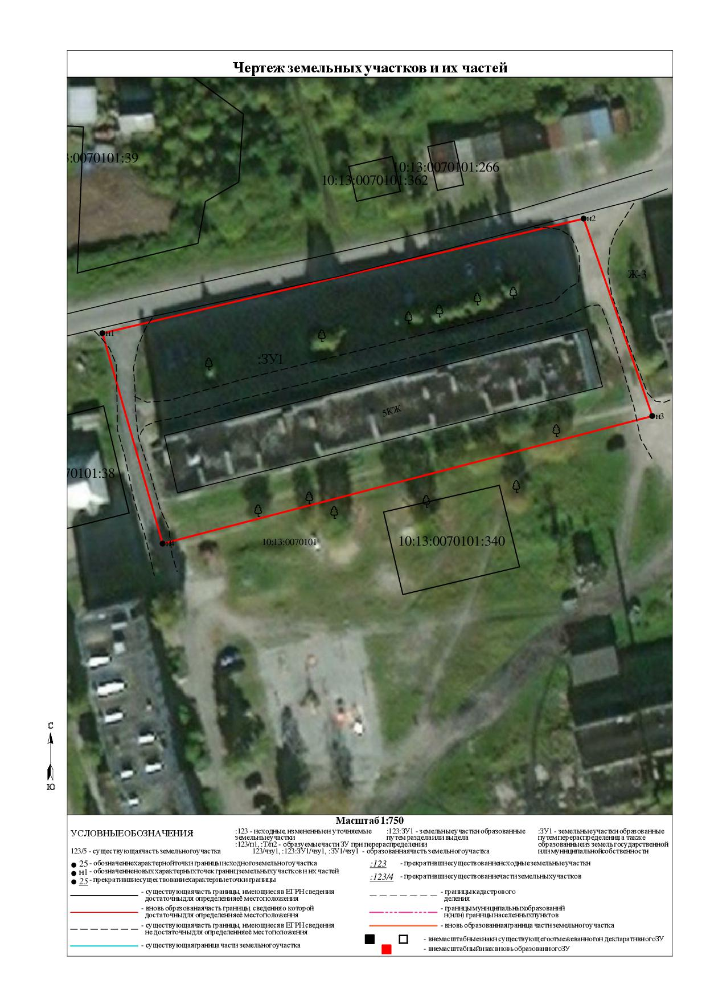 Чертеж земельных участков и их частей
3:0070101:39
10:13:0070101:266
10:13:0070101:362
н2
Ж-3
н1
:ЗУ1
5КЖ
н3
70101:38
н4
10:13:0070101
10:13:0070101:340
С
Ю
Масштаб 1:750
УСЛОВНЫЕ ОБОЗНАЧЕНИЯ
:123 - исходные, измененные и уточняемые
земельные участки
:123:ЗУ1 - земельные участки образованные
путем раздела или выдела
:ЗУ1 - земельные участки образованные
путем перераспределения, а также
образованные из земель государственной
или муниципальной собственности
:123/п1, :Т/п2 - образуемые части ЗУ при перераспределении
123/5 - существующая часть земельного участка
123/чзу1, :123:ЗУ1/чзу1, :ЗУ1/чзу1 - образованная часть земельного участка
25 - обозначение характерной точки границы исходного земельного участка
н1 - обозначение новых характерных точек границ земельных участков и их частей
25 - прекратившие существование характерные точки границы
:123 - прекратившие существование исходные земельные участки
:123/4 - прекратившие существование части земельных участков
- существующая часть границы, имеющиеся в ЕГРН сведения
достаточны для определения её местоположения
- вновь образованая часть границы, сведения о которой
достаточны для определения её местоположения
- существующая часть границы, имеющиеся в ЕГРН сведения
не достаточны для определения её местоположения
- существующая граница части земельного участка
- границы кадастрового
деления
- границы муниципальных образований
и(или) границы населенных пунктов
- вновь образованная граница части земельного участка
- внемасштабные знаки существующего отмежеванного и декларативного ЗУ
- внемасштабный знак вновь образованного ЗУ